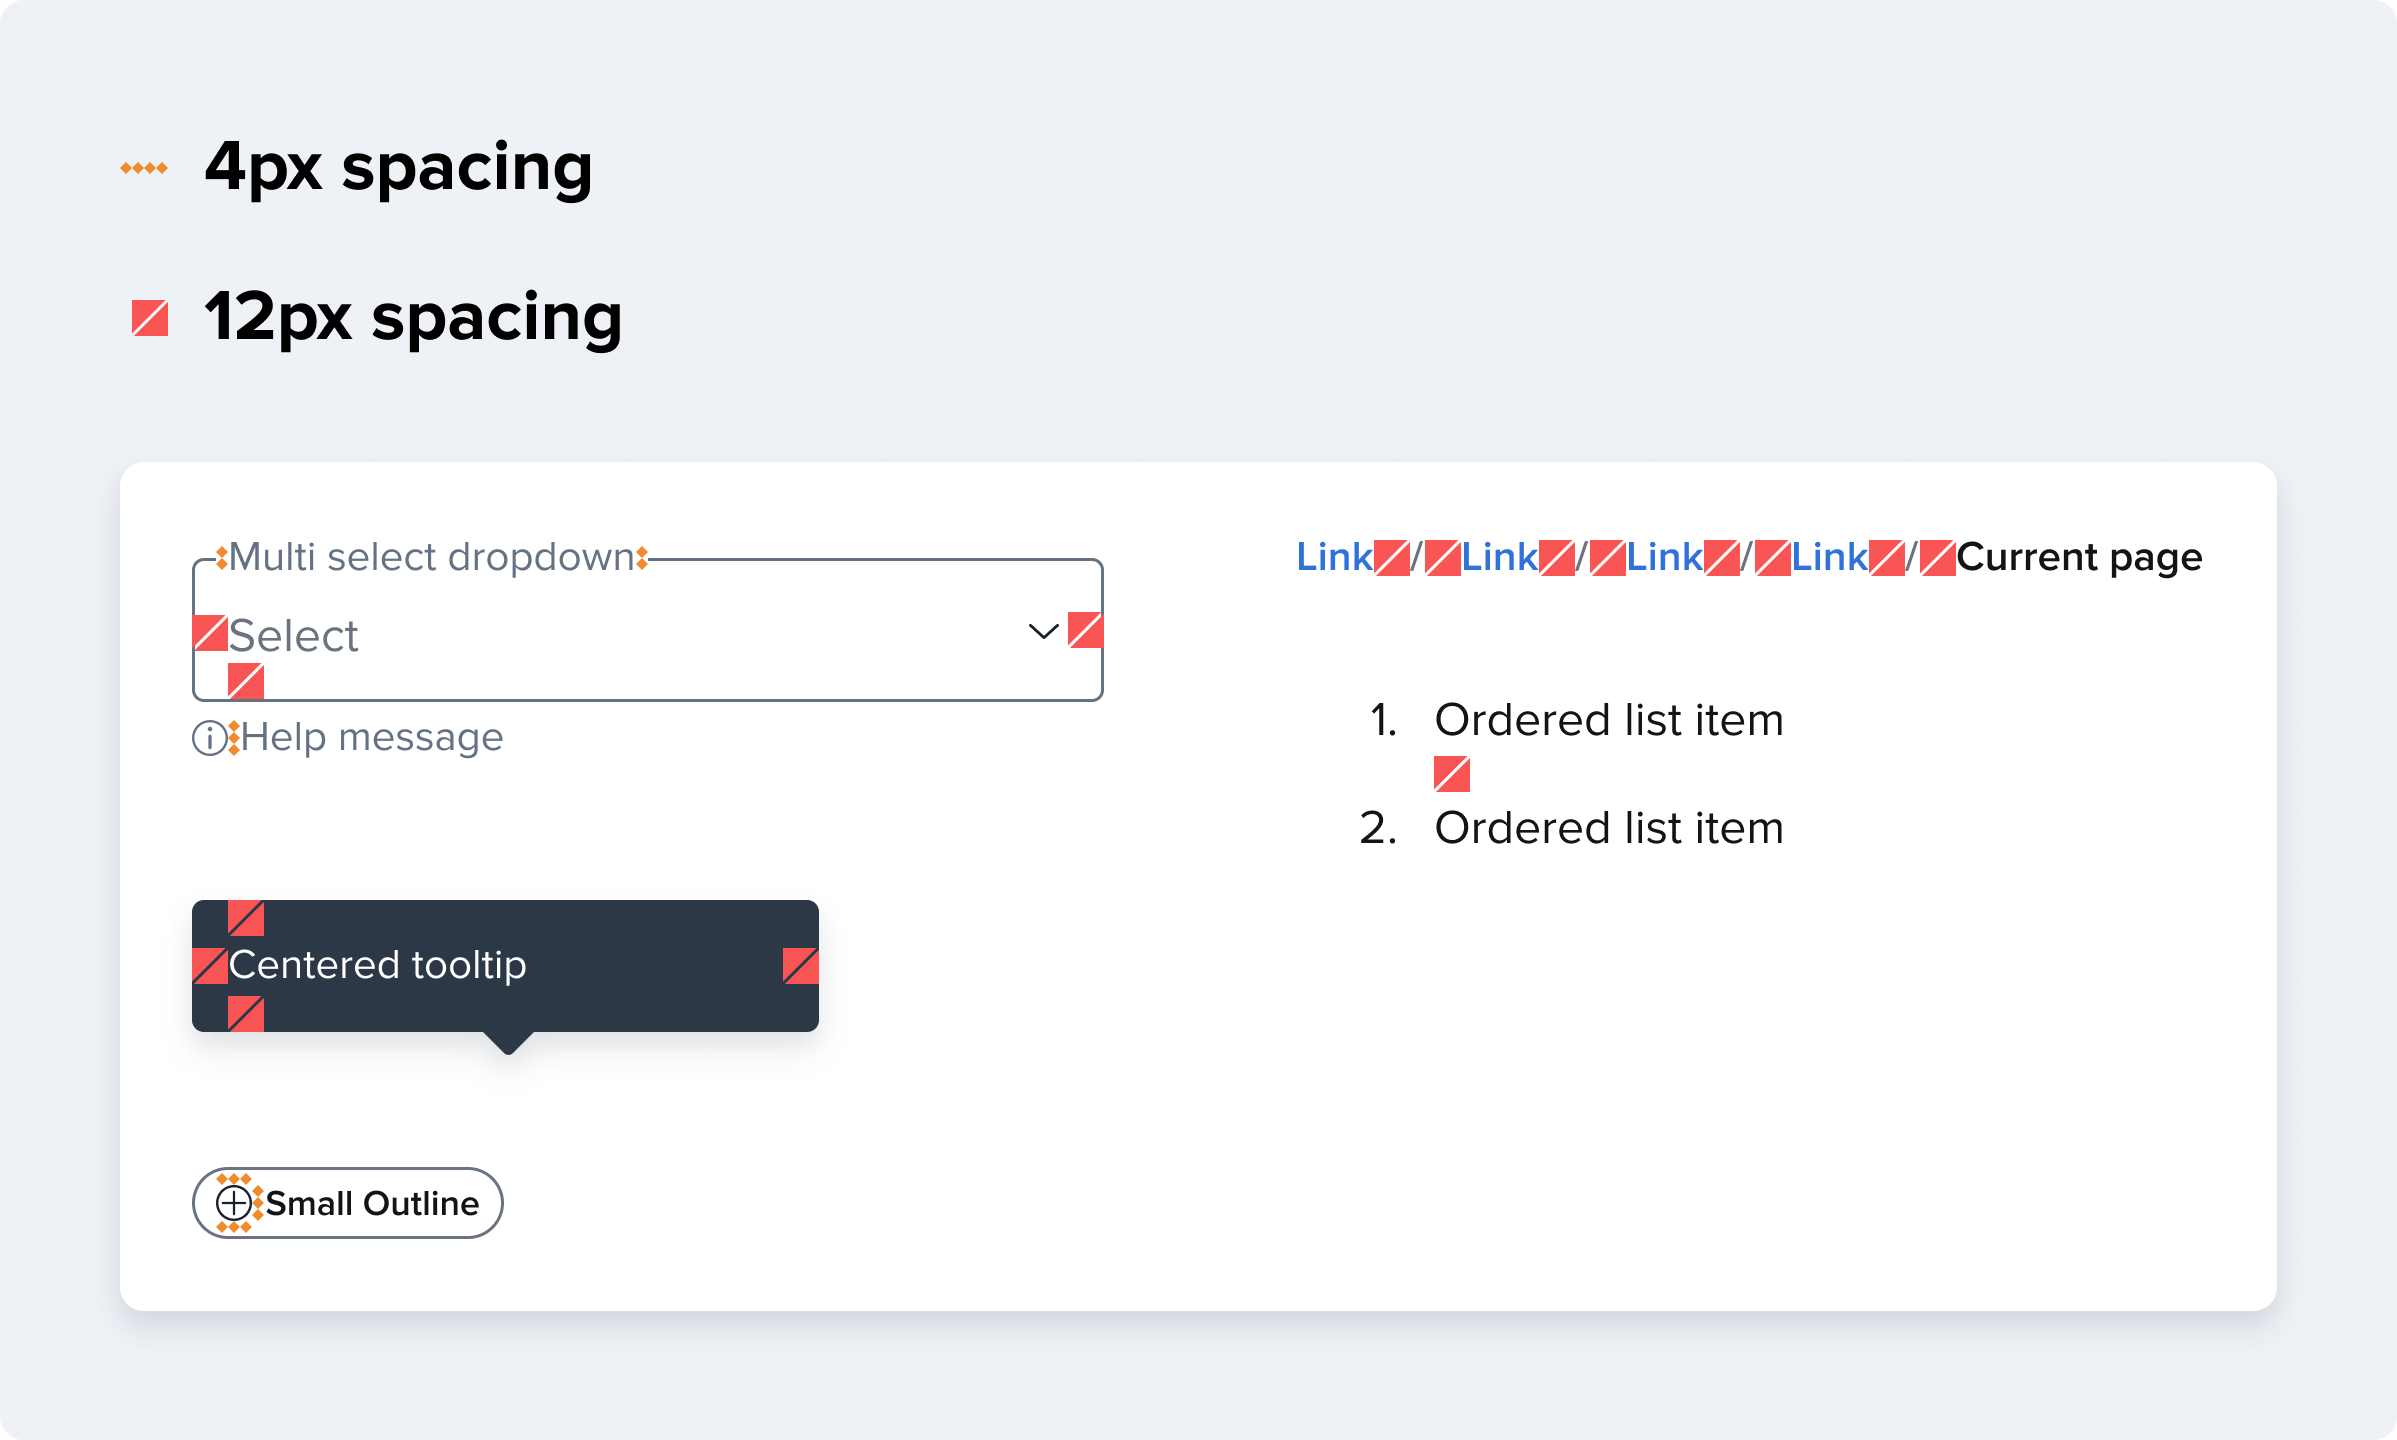 4px spacing
12px spacing
Multi select dropdown
Select
Help message
Centered tooltip
Small Outline
Link / Link / Link / Link / Current page
1. Ordered list item
2. Ordered list item